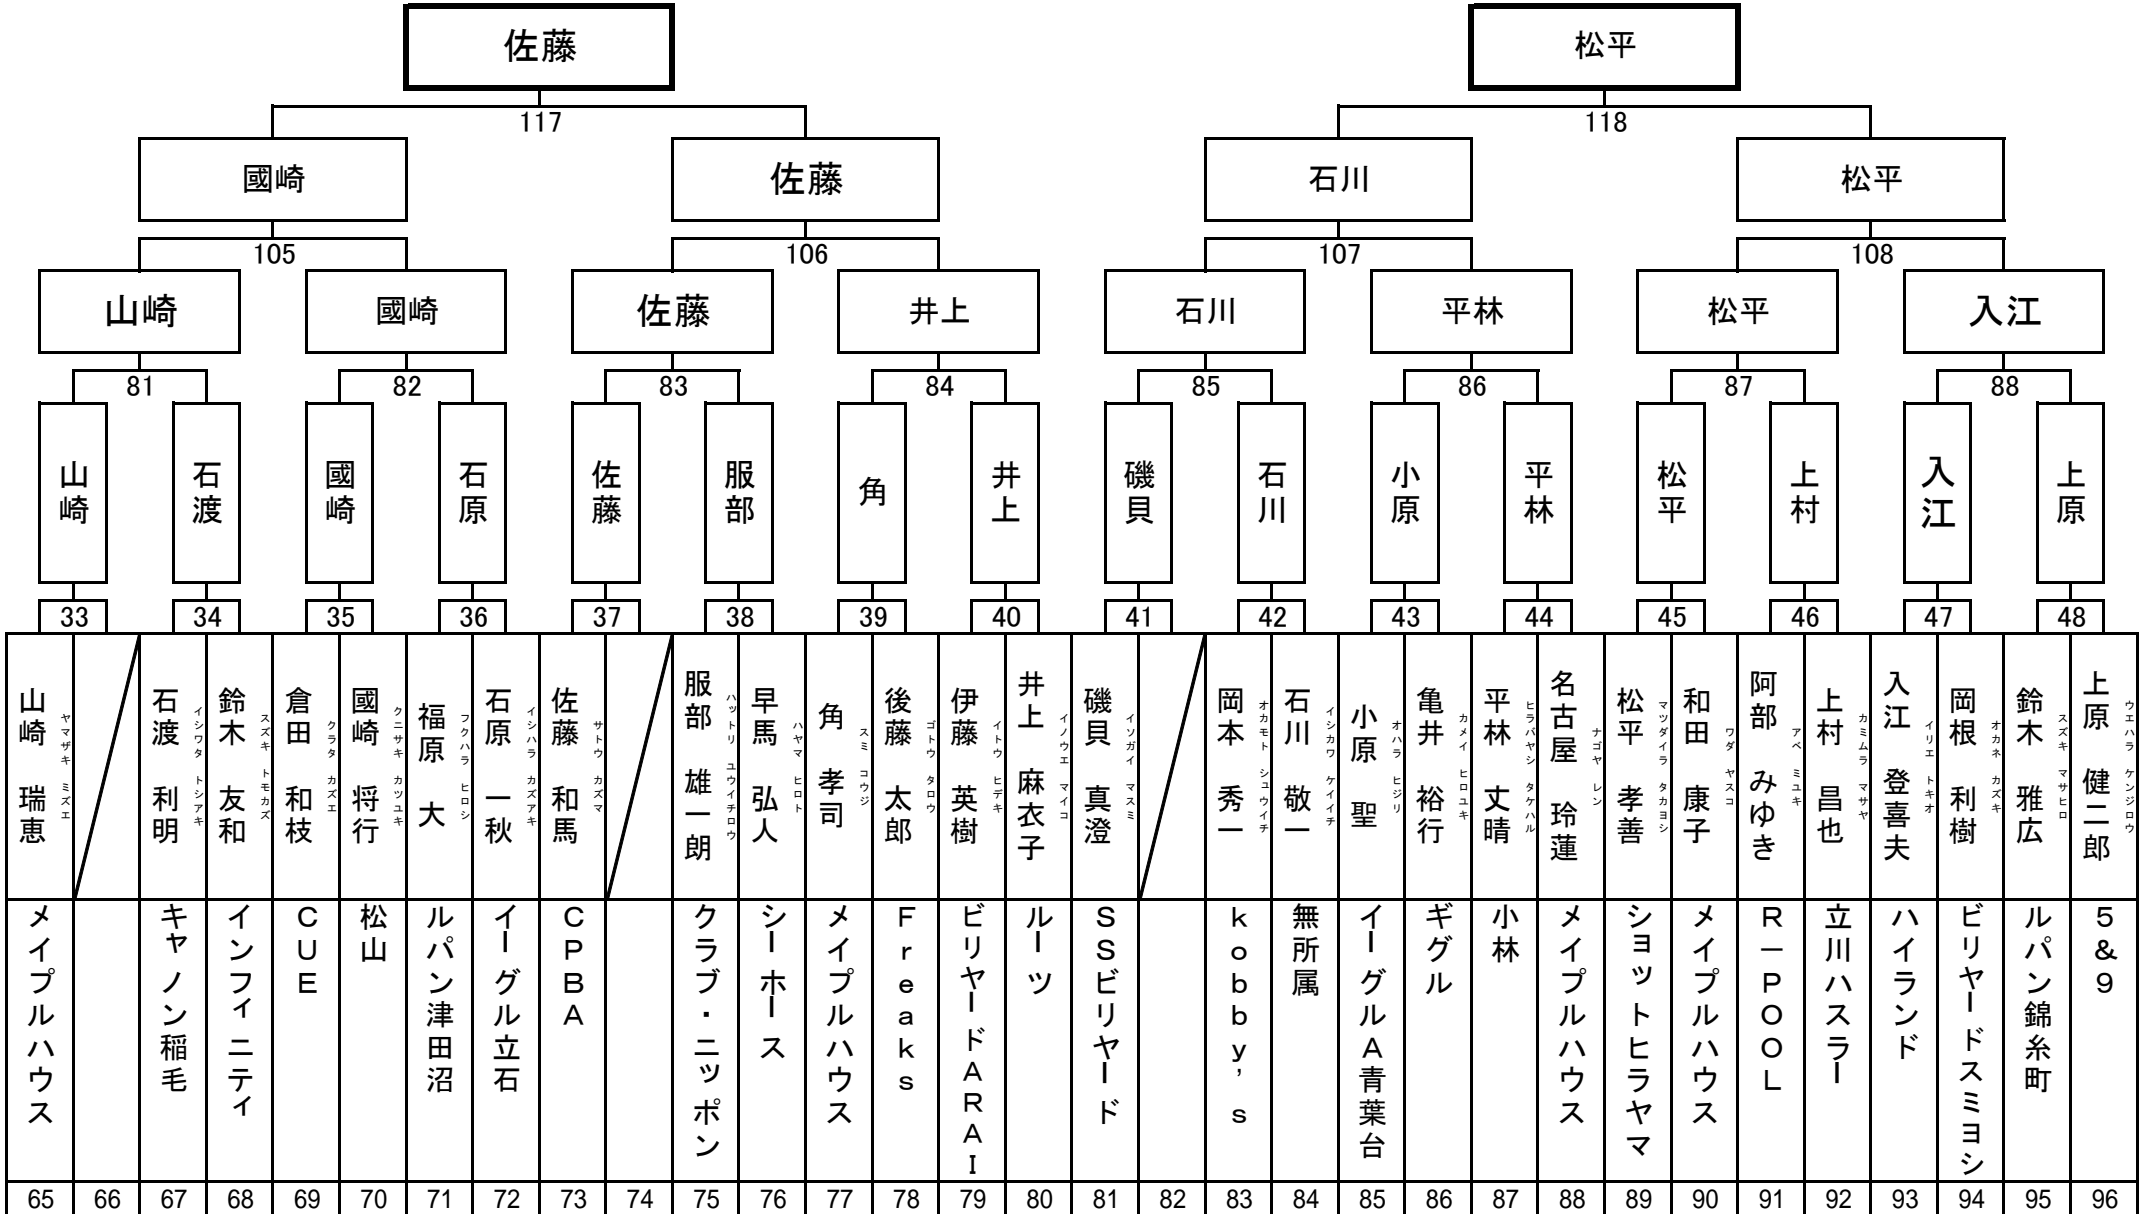 佐藤
松平
117
118
國崎
佐藤
石川
松平
105
106
107
108
山崎
國崎
佐藤
井上
石川
平林
松平
入江
81
82
83
84
85
86
87
88
山崎
石渡
國崎
石原
佐藤
服部
角
井上
磯貝
石川
小原
平林
松平
上村
入江
上原
33
34
35
36
37
38
39
40
41
42
43
44
45
46
47
48
山崎 瑞恵
ヤマザキ ミズエ
石渡 利明
イシワタ トシアキ
鈴木 友和
スズキ トモカズ
倉田 和枝
クラタ カズエ
國崎 将行
クニサキ カツユキ
福原 大
フクハラ ヒロシ
石原 一秋
イシハラ カズアキ
佐藤 和馬
サトウ カズマ
服部 雄一朗
ハットリ ユウイチロウ
早馬 弘人
ハヤマ ヒロト
角 孝司
スミ コウジ
後藤 太郎
ゴトウ タロウ
伊藤 英樹
イトウ ヒデキ
井上 麻衣子
イノウエ マイコ
磯貝 真澄
イソガイ マスミ
岡本 秀一
オカモト シュウイチ
石川 敬一
イシカワ ケイイチ
小原 聖
オハラ ヒジリ
亀井 裕行
カメイ ヒロユキ
平林 丈晴
ヒラバヤシ タケハル
名古屋 玲蓮
ナゴヤ レン
松平 孝善
マツダイラ タカヨシ
和田 康子
ワダ ヤスコ
阿部 みゆき
アベ ミユキ
上村 昌也
カミムラ マサヤ
入江 登喜夫
イリエ トキオ
岡根 利樹
オカネ カズキ
鈴木 雅広
スズキ マサヒロ
上原 健二郎
ウエハラ ケンジロウ
メイプルハウス
キャノン稲毛
インフィニティ
CUE
松山
ルパン津田沼
イーグル立石
CPBA
クラブ・ニッポン
シーホース
メイプルハウス
Freaks
ビリヤードARAI
ルーツ
SSビリヤード
kobby's
無所属
イーグルA青葉台
ギグル
小林
メイプルハウス
ショットヒラヤマ
メイプルハウス
R－POOL
立川ハスラー
ハイランド
ビリヤードスミヨシ
ルパン錦糸町
5&9
65
66
67
68
69
70
71
72
73
74
75
76
77
78
79
80
81
82
83
84
85
86
87
88
89
90
91
92
93
94
95
96